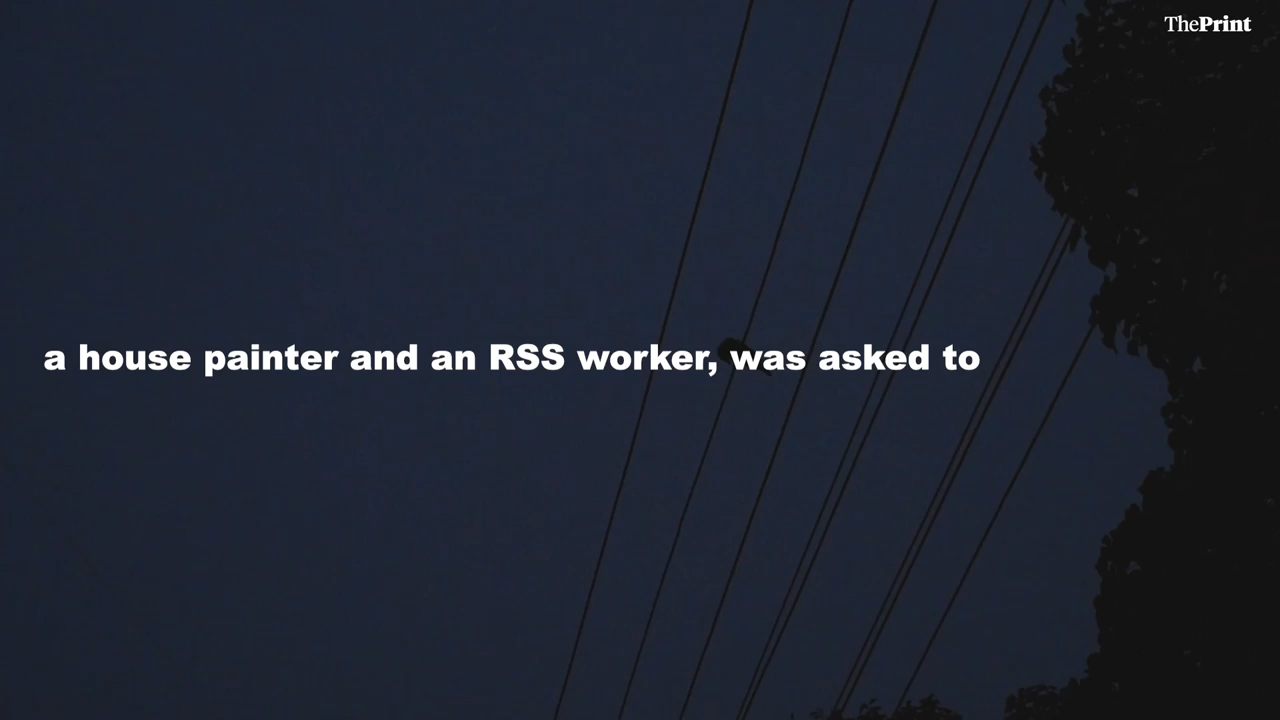 ThePrint
a house painter and an RSS worker, was asked to